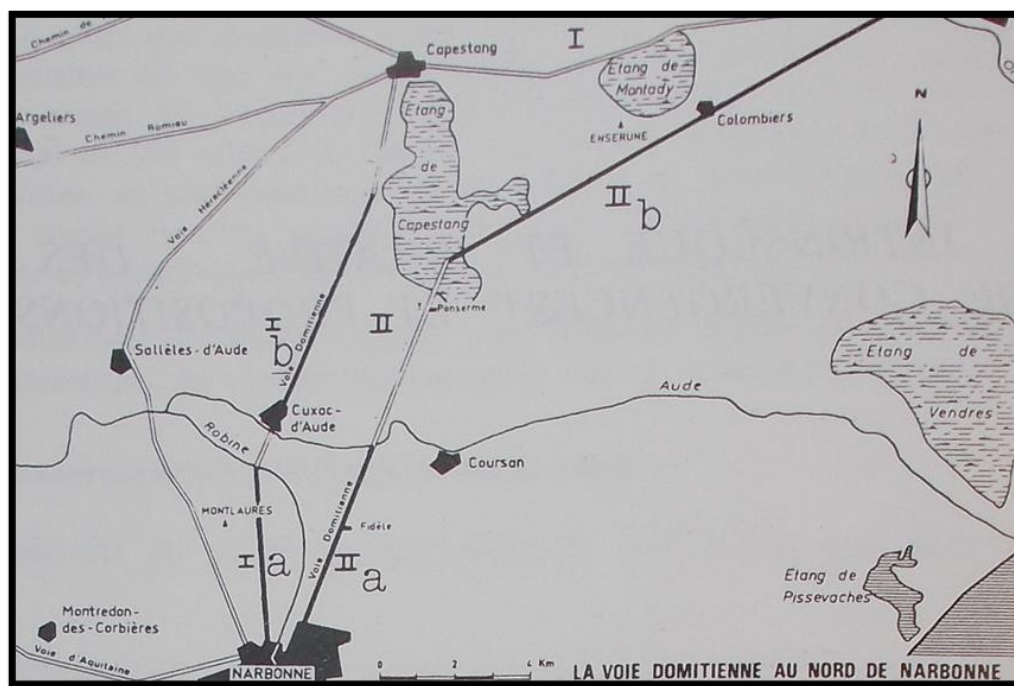 Chemin de
Capestang
I
Etang de
Montady
Argeliers
Chemin Romieu
Etang
de
Capestang
ENSERUNE
Colombiers
N
Voie Héracléenne
II b
I b
Voie Domitienne
II
Ponserme
Sallèles-d'Aude
Etang de
Vendres
Aude
Cuxac-
d'Aude
Robine
Coursan
MONTLAURES
Fidèle
I a
Voie Domitienne
II a
Etang de
Pissevaches
Montredon-
des-Corbières
Voie d'Aquitaine
NARBONNE
0 2 4 Km
LA VOIE DOMITIENNE AU NORD DE NARBONNE